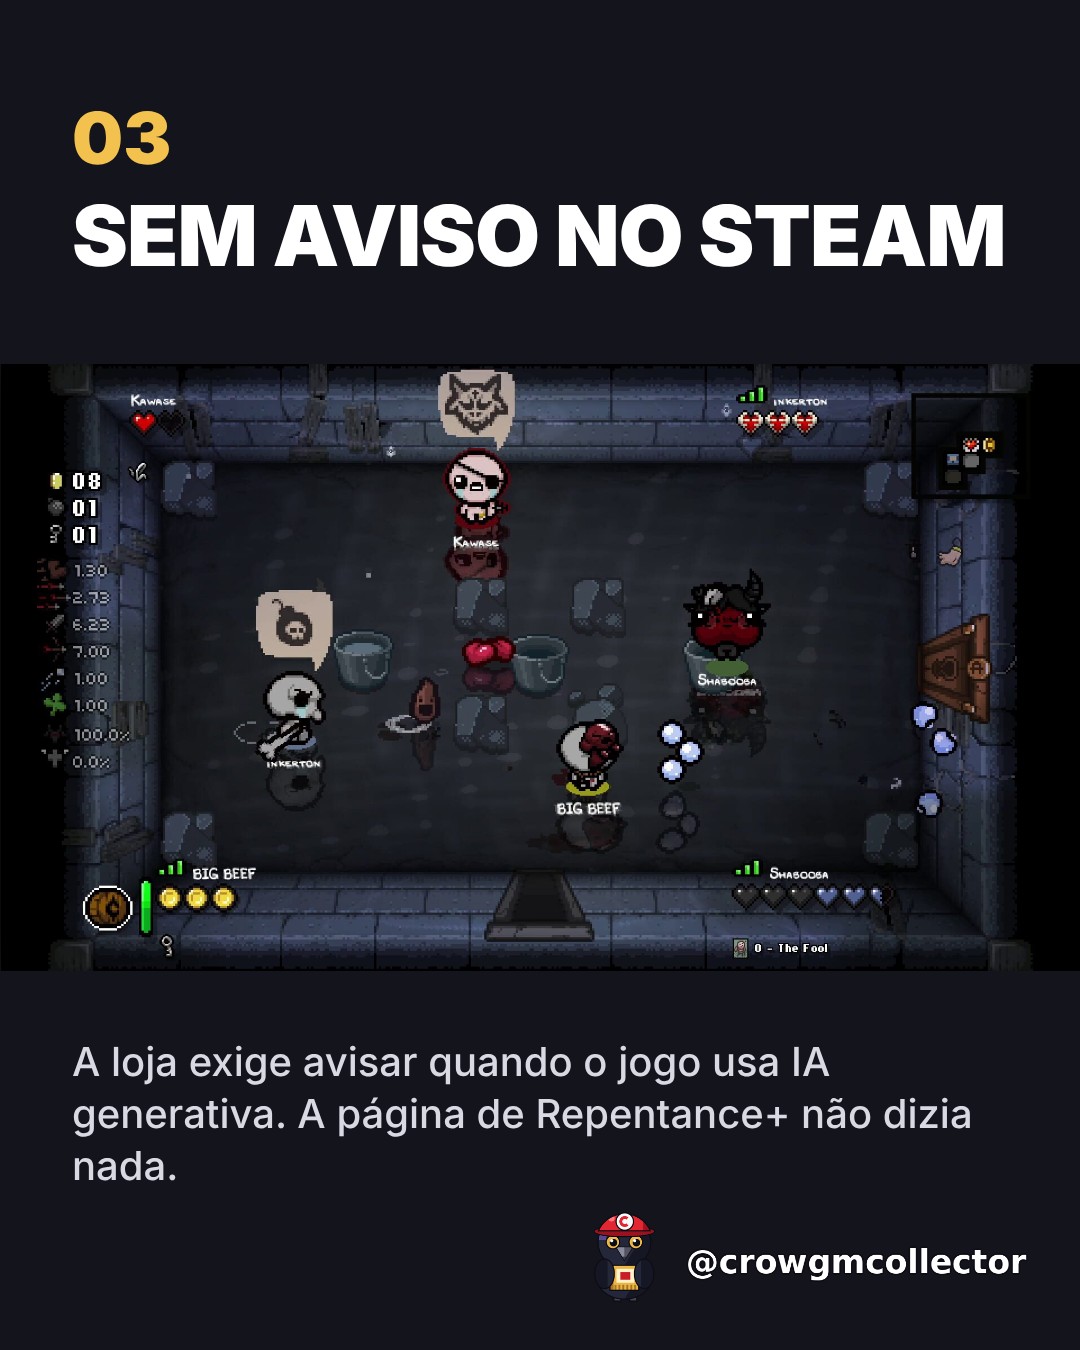 03
SEM AVISO NO STEAM
Kawase
INKERTON
08
01
01
1.30
2.73
6.23
7.00
1.00
1.00
100.0%
0.0%
Kawase
INKERTON
Shabooba
BIG BEEF
BIG BEEF
Shabooba
0 - The Fool
A loja exige avisar quando o jogo usa IA
generativa. A página de Repentance+ não dizia
nada.
C
@crowgmcollector